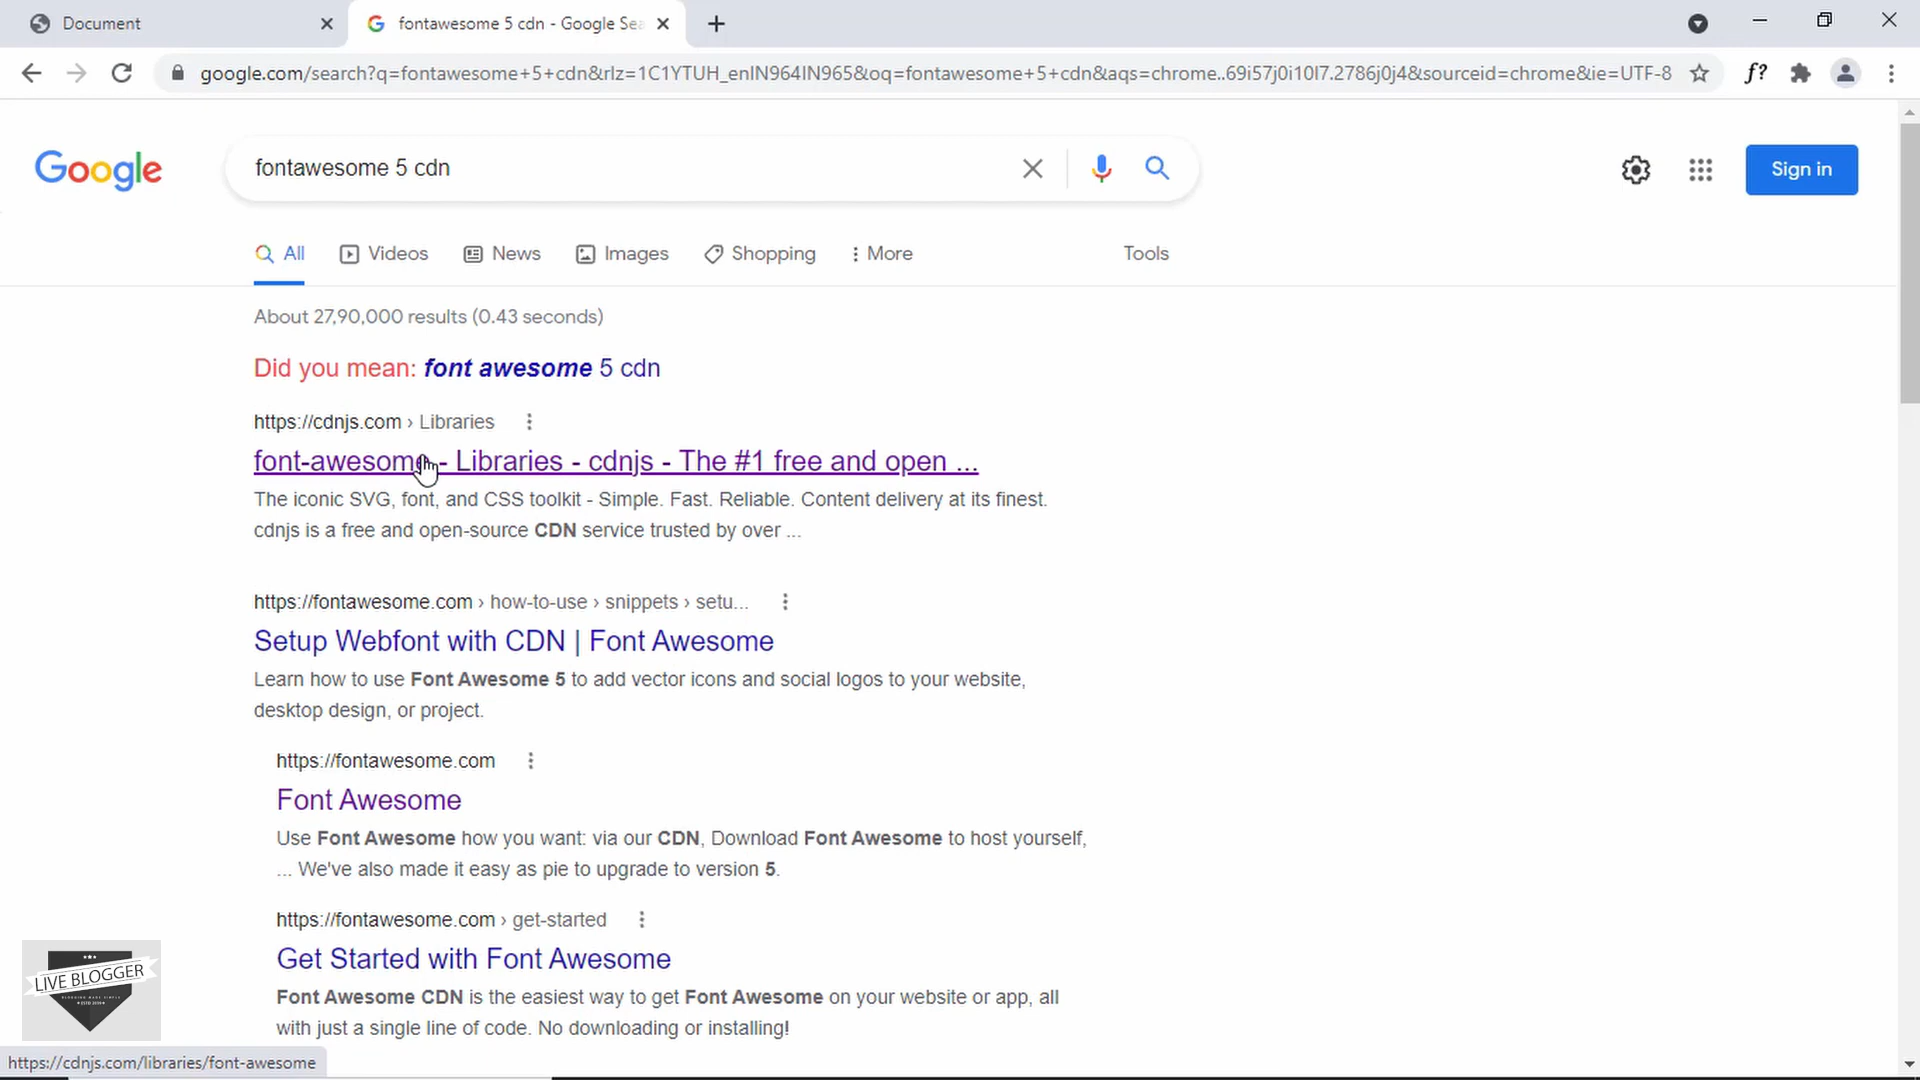 Document
fontawesome 5 cdn - Google Sea
google.com/search?q=fontawesome+5+cdn&rlz=1C1YTUH_enIN964IN965&oq=fontawesome+5+cdn&aqs=chrome..69i57j0i10l7.2786j0j4&sourceid=chrome&ie=UTF-8
f?
Google
fontawesome 5 cdn
Sign in
All
Videos
News
Images
Shopping
More
Tools
About 27,90,000 results (0.43 seconds)
Did you mean: font awesome 5 cdn
https://cdnjs.com › Libraries
font-awesome - Libraries - cdnjs - The #1 free and open ...
The iconic SVG, font, and CSS toolkit - Simple. Fast. Reliable. Content delivery at its finest.
cdnjs is a free and open-source CDN service trusted by over ...
https://fontawesome.com › how-to-use › snippets › setu...
Setup Webfont with CDN | Font Awesome
Learn how to use Font Awesome 5 to add vector icons and social logos to your website,
desktop design, or project.
https://fontawesome.com
Font Awesome
Use Font Awesome how you want: via our CDN, Download Font Awesome to host yourself,
... We've also made it easy as pie to upgrade to version 5.
https://fontawesome.com › get-started
Get Started with Font Awesome
Font Awesome CDN is the easiest way to get Font Awesome on your website or app, all
with just a single line of code. No downloading or installing!
LIVE BLOGGER
https://cdnjs.com/libraries/font-awesome